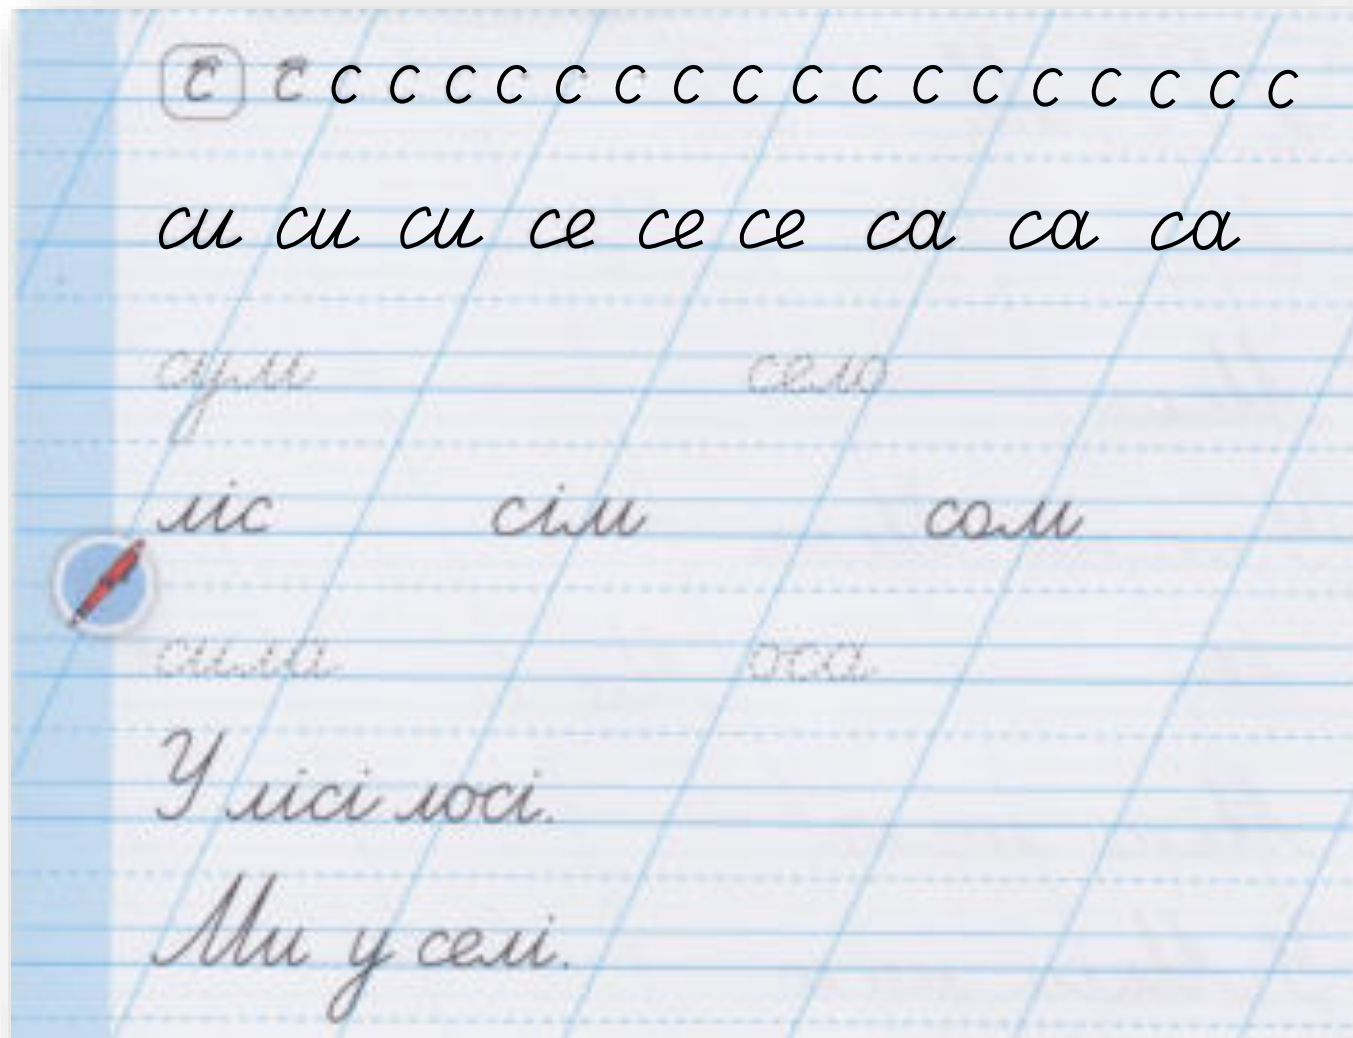 с с с с с с с с с с с с с с с с с с с
си си си се се се са са са
сум село
ліс сім сом
сила оса
У лісі лосі.
Ми у селі.